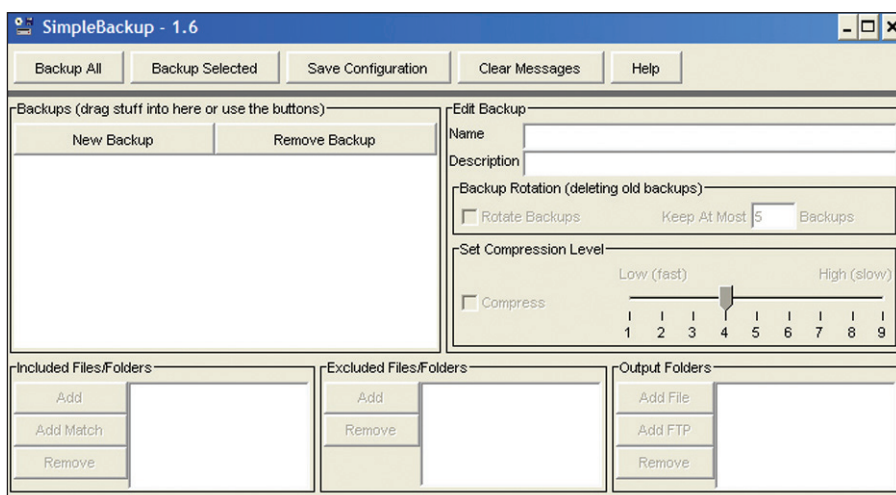 SimpleBackup - 1.6
Backup All Backup Selected Save Configuration Clear Messages Help
Backups (drag stuff into here or use the buttons)
New Backup Remove Backup
Edit Backup
Name
Description
Backup Rotation (deleting old backups)
Rotate Backups Keep At Most 5 Backups
Set Compression Level
Low (fast) High (slow)
Compress
1 2 3 4 5 6 7 8 9
Included Files/Folders
Add
Add Match
Remove
Excluded Files/Folders
Add
Remove
Output Folders
Add File
Add FTP
Remove